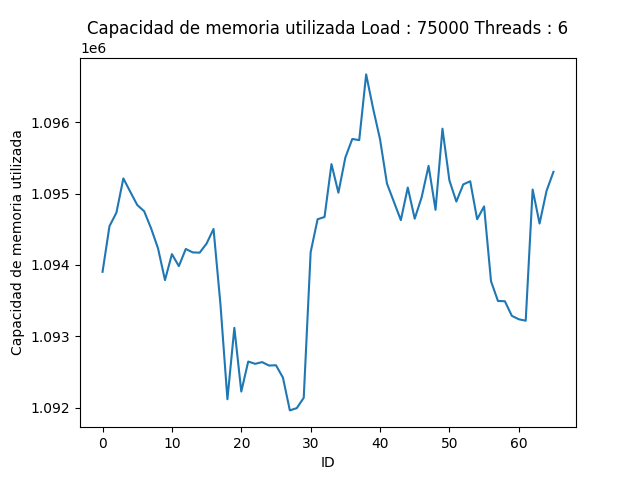 Capacidad de memoria utilizada Load : 75000 Threads : 6
1e6
1.096
1.095
1.094
1.093
1.092
Capacidad de memoria utilizada
0 10 20 30 40 50 60
ID